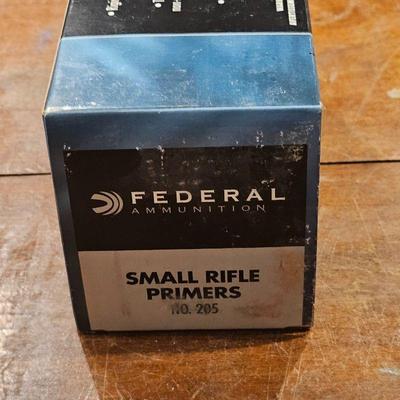 FEDERAL
AMMUNITION
SMALL RIFLE
PRIMERS
NO. 205